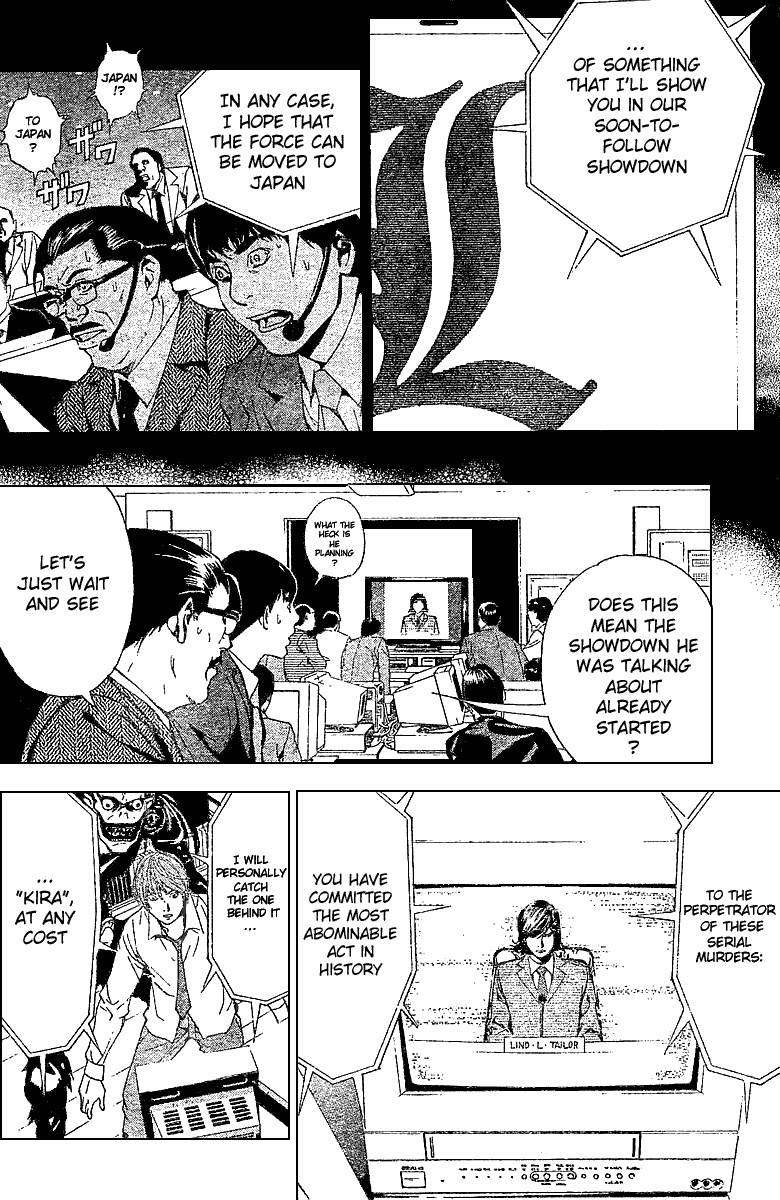 ...
OF SOMETHING
THAT I'LL SHOW
YOU IN OUR
SOON-TO-
FOLLOW
SHOWDOWN
L
IN ANY CASE,
I HOPE THAT
THE FORCE CAN
BE MOVED TO
JAPAN
JAPAN
!?
ザワ
TO
JAPAN
?
ザワ
DOES THIS
MEAN THE
SHOWDOWN HE
WAS TALKING
ABOUT
ALREADY
STARTED
?
WHAT THE
HECK IS
HE
PLANNING
?
LET'S
JUST WAIT
AND SEE
TO THE
PERPETRATOR
OF THESE
SERIAL
MURDERS:
YOU HAVE
COMMITTED
THE MOST
ABOMINABLE
ACT IN
HISTORY
LIND・L・TAILOR
I WILL
PERSONALLY
CATCH
THE ONE
BEHIND IT
...
...
"KIRA",
AT ANY
COST